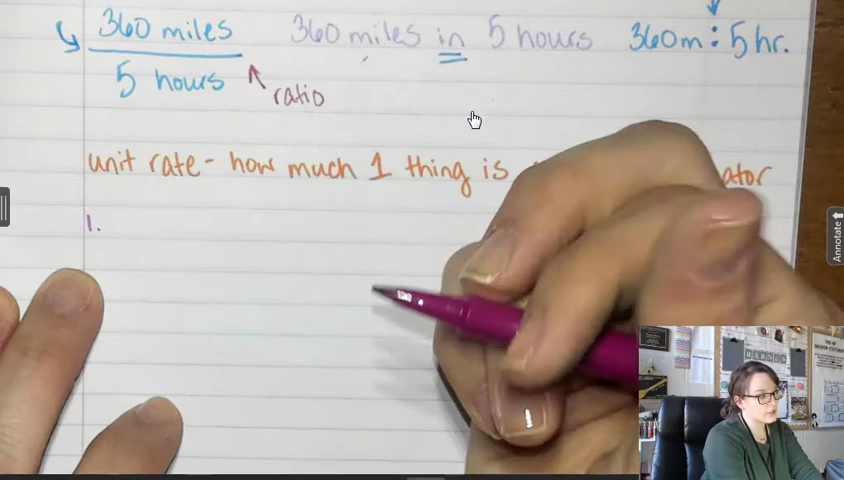 360 miles 360 miles in 5 hours 360m : 5 hr.
5 hours
ratio
unit rate - how much 1 thing is ator
1.
Annotate